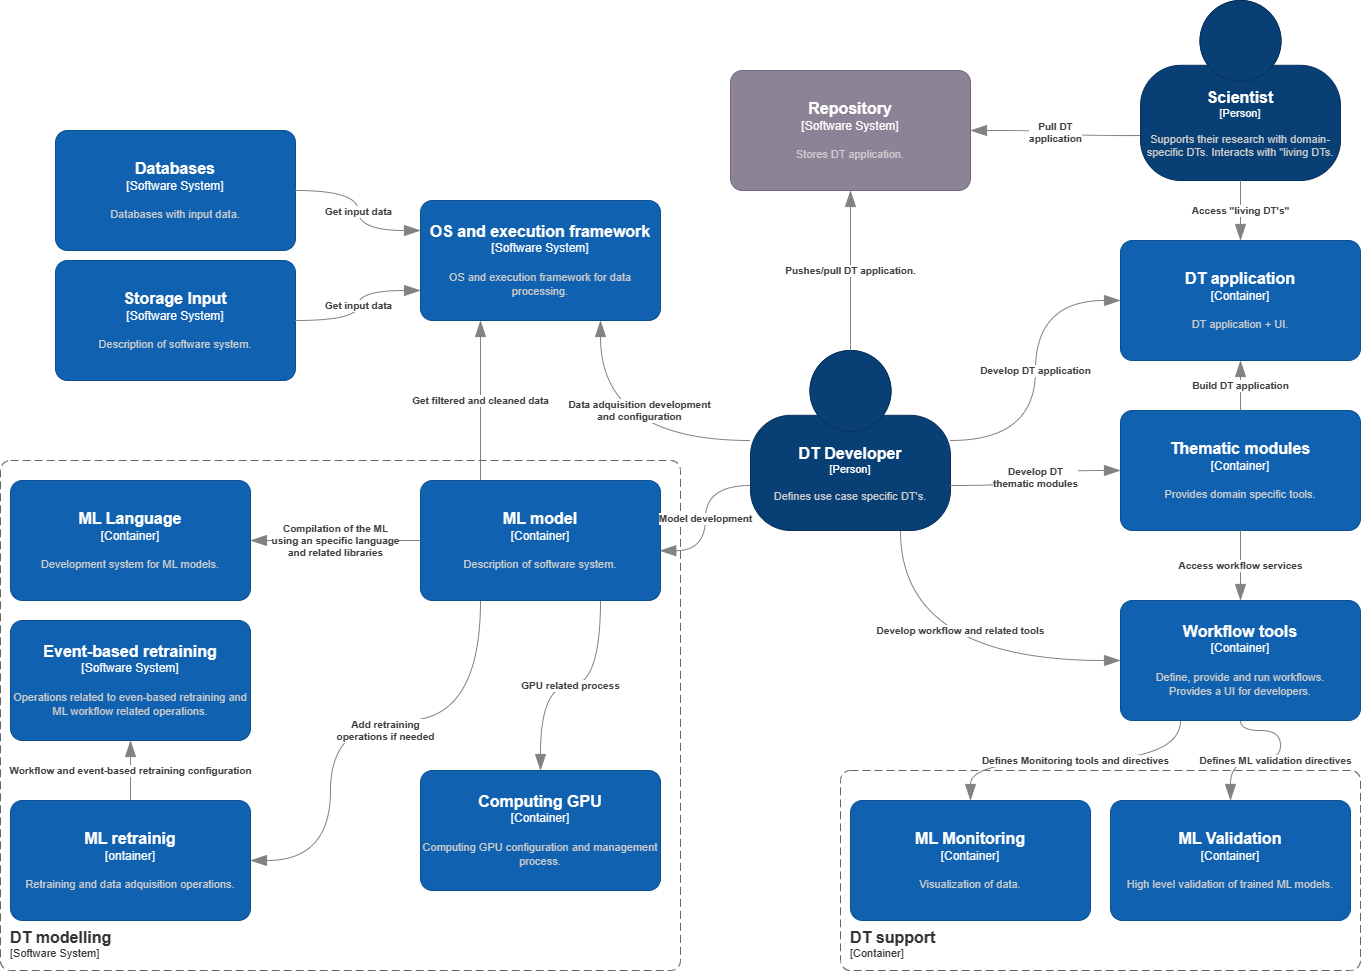 Scientist
[Person]
Supports their research with domain-
specific DTs. Interacts with "living DTs.
Repository
[Software System]
Stores DT application.
Pull DT
application
Databases
[Software System]
Databases with input data.
Get input data
OS and execution framework
[Software System]
OS and execution framework for data
processing.
Access "living DT's"
Storage Input
[Software System]
Description of software system.
Get input data
Pushes/pull DT application.
DT application
[Container]
DT application + UI.
Develop DT application
Build DT application
Get filtered and cleaned data
Data adquisition development
and configuration
DT Developer
[Person]
Defines use case specific DT's.
Develop DT
thematic modules
Thematic modules
[Container]
Provides domain specific tools.
ML Language
[Container]
Development system for ML models.
Compilation of the ML
using an specific language
and related libraries
ML model
[Container]
Description of software system.
Model development
Access workflow services
Event-based retraining
[Software System]
Operations related to even-based retraining and
ML workflow related operations.
Develop workflow and related tools
Workflow tools
[Container]
Define, provide and run workflows.
Provides a UI for developers.
GPU related process
Add retraining
operations if needed
Workflow and event-based retraining configuration
Defines Monitoring tools and directives
Defines ML validation directives
ML retrainig
[ontainer]
Retraining and data adquisition operations.
Computing GPU
[Container]
Computing GPU configuration and management
process.
ML Monitoring
[Container]
Visualization of data.
ML Validation
[Container]
High level validation of trained ML models.
DT modelling
[Software System]
DT support
[Container]